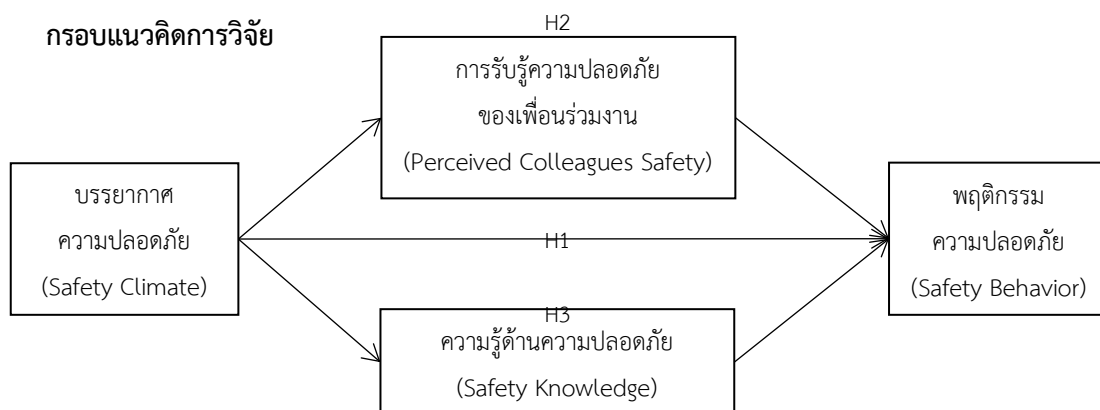 กรอบแนวคิดการวิจัย
H2
การรับรู้ความปลอดภัย
ของเพื่อนร่วมงาน
(Perceived Colleagues Safety)
บรรยากาศ
ความปลอดภัย
(Safety Climate)
H1
พฤติกรรม
ความปลอดภัย
(Safety Behavior)
H3
ความรู้ด้านความปลอดภัย
(Safety Knowledge)